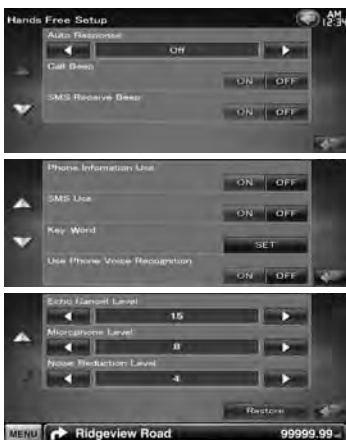 Hands Free Setup
AM
12:34
Auto Response
Off
Call Beep
ON OFF
SMS Receive Beep
ON OFF
Phone Infomation Use
ON OFF
SMS Use
ON OFF
Key Word
SET
Use Phone Voice Recognition
ON OFF
Echo Cancel Level
15
Microphone Level
8
Noise Reduction Level
4
Restore
MENU Ridgeview Road 99999.99